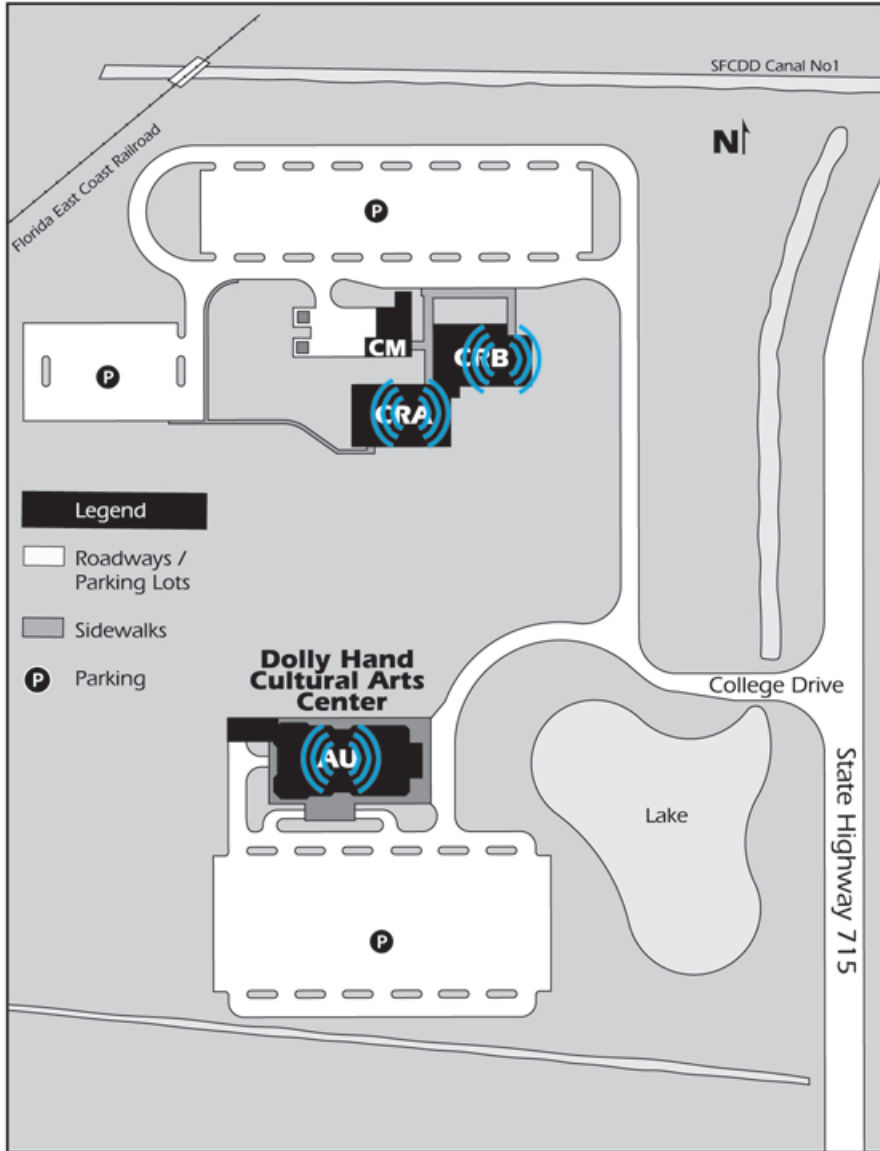 SFCDD Canal No1
N
Florida East Coast Railroad
P
CM
CRB
P
CRA
Legend
Roadways /
Parking Lots
Sidewalks
P
Parking
Dolly Hand
Cultural Arts
Center
College Drive
AU
State Highway 715
Lake
P